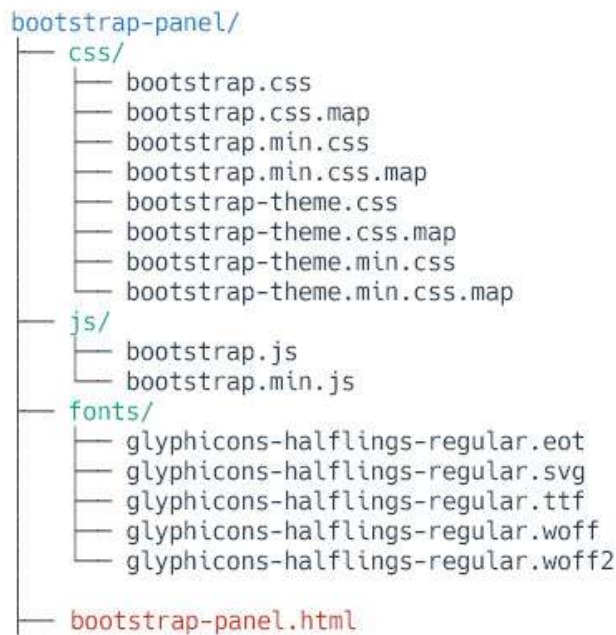 bootstrap-panel/
css/
bootstrap.css
bootstrap.css.map
bootstrap.min.css
bootstrap.min.css.map
bootstrap-theme.css
bootstrap-theme.css.map
bootstrap-theme.min.css
bootstrap-theme.min.css.map
js/
bootstrap.js
bootstrap.min.js
fonts/
glyphicons-halflings-regular.eot
glyphicons-halflings-regular.svg
glyphicons-halflings-regular.ttf
glyphicons-halflings-regular.woff
glyphicons-halflings-regular.woff2
bootstrap-panel.html